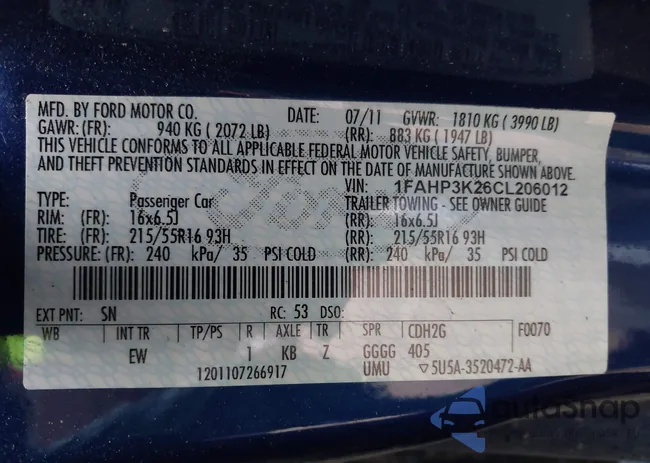 MFD. BY FORD MOTOR CO. DATE: 07/11 GVWR: 1810 KG ( 3990 LB)
GAWR: (FR): 940 KG ( 2072 LB) (RR): 883 KG ( 1947 LB)
THIS VEHICLE CONFORMS TO ALL APPLICABLE FEDERAL MOTOR VEHICLE SAFETY, BUMPER,
AND THEFT PREVENTION STANDARDS IN EFFECT ON THE DATE OF MANUFACTURE SHOWN ABOVE.
VIN: 1FAHP3K26CL206012
TYPE: Passenger Car TRAILER TOWING - SEE OWNER GUIDE
RIM: (FR): 16x6.5J (RR): 16x6.5J
TIRE: (FR): 215/55R16 93H (RR): 215/55R16 93H
PRESSURE: (FR): 240 kPa/ 35 PSI COLD (RR): 240 kPa/ 35 PSI COLD
EXT PNT: SN RC: 53 DSO:
WB INT TR TP/PS R AXLE TR SPR CDH2G F0070
EW 1 KB Z GGGG 405
1201107266917 UMU ▽5U5A-3520472-AA
autoSnap